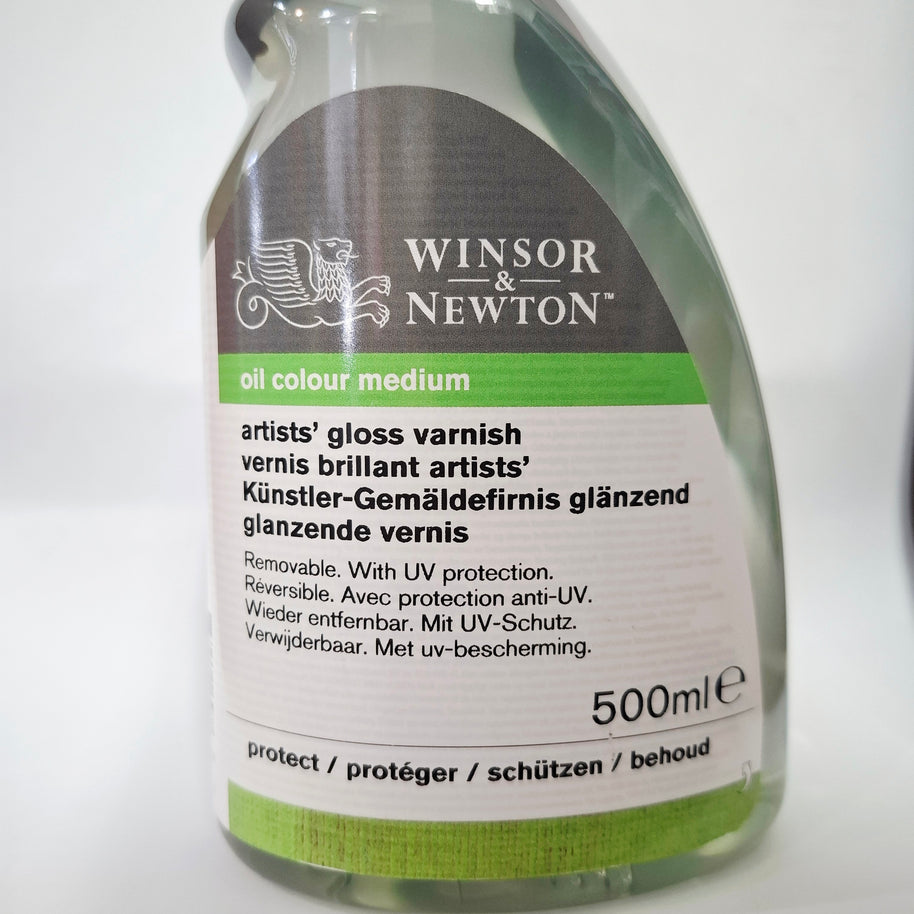 WINSOR
&
NEWTON™
oil colour medium
artists' gloss varnish
vernis brillant artists'
Künstler-Gemäldefirnis glänzend
glanzende vernis
Removable. With UV protection.
Réversible. Avec protection anti-UV.
Wieder entfernbar. Mit UV-Schutz.
Verwijderbaar. Met uv-bescherming.
500ml ℮
protect / protéger / schützen / behoud